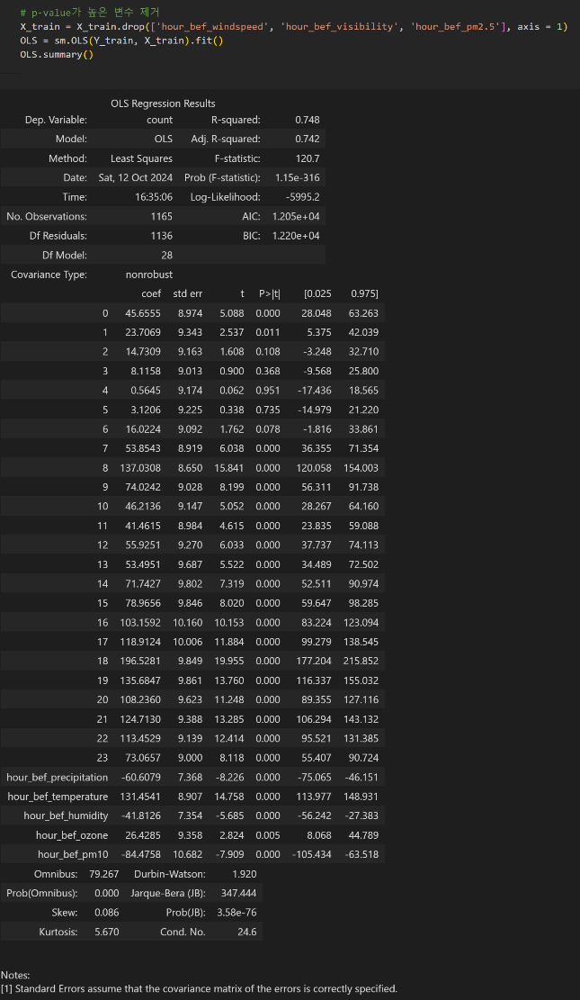 # p-value가 높은 변수 제거
X_train = X_train.drop(['hour_bef_windspeed', 'hour_bef_visibility', 'hour_bef_pm2.5'], axis = 1)
OLS = sm.OLS(Y_train, X_train).fit()
OLS.summary()
OLS Regression Results
Dep. Variable: count R-squared: 0.748
Model: OLS Adj. R-squared: 0.742
Method: Least Squares F-statistic: 120.7
Date: Sat, 12 Oct 2024 Prob (F-statistic): 1.15e-316
Time: 16:35:06 Log-Likelihood: -5995.2
No. Observations: 1165 AIC: 1.205e+04
Df Residuals: 1136 BIC: 1.220e+04
Df Model: 28
Covariance Type: nonrobust
coef std err t P>|t| [0.025 0.975]
0 45.6555 8.974 5.088 0.000 28.048 63.263
1 23.7069 9.343 2.537 0.011 5.375 42.039
2 14.7309 9.163 1.608 0.108 -3.248 32.710
3 8.1158 9.013 0.900 0.368 -9.568 25.800
4 0.5645 9.174 0.062 0.951 -17.436 18.565
5 3.1206 9.225 0.338 0.735 -14.979 21.220
6 16.0224 9.092 1.762 0.078 -1.816 33.861
7 53.8543 8.919 6.038 0.000 36.355 71.354
8 137.0308 8.650 15.841 0.000 120.058 154.003
9 74.0242 9.028 8.199 0.000 56.311 91.738
10 46.2136 9.147 5.052 0.000 28.267 64.160
11 41.4615 8.984 4.615 0.000 23.835 59.088
12 55.9251 9.270 6.033 0.000 37.737 74.113
13 53.4951 9.687 5.522 0.000 34.489 72.502
14 71.7427 9.802 7.319 0.000 52.511 90.974
15 78.9656 9.846 8.020 0.000 59.647 98.285
16 103.1592 10.160 10.153 0.000 83.224 123.094
17 118.9124 10.006 11.884 0.000 99.279 138.545
18 196.5281 9.849 19.955 0.000 177.204 215.852
19 135.6847 9.861 13.760 0.000 116.337 155.032
20 108.2360 9.623 11.248 0.000 89.355 127.116
21 124.7130 9.388 13.285 0.000 106.294 143.132
22 113.4529 9.139 12.414 0.000 95.521 131.385
23 73.0657 9.000 8.118 0.000 55.407 90.724
hour_bef_precipitation -60.6079 7.368 -8.226 0.000 -75.065 -46.151
hour_bef_temperature 131.4541 8.907 14.758 0.000 113.977 148.931
hour_bef_humidity -41.8126 7.354 -5.685 0.000 -56.242 -27.383
hour_bef_ozone 26.4285 9.358 2.824 0.005 8.068 44.789
hour_bef_pm10 -84.4758 10.682 -7.909 0.000 -105.434 -63.518
Omnibus: 79.267 Durbin-Watson: 1.920
Prob(Omnibus): 0.000 Jarque-Bera (JB): 347.444
Skew: 0.086 Prob(JB): 3.58e-76
Kurtosis: 5.670 Cond. No. 24.6
Notes:
[1] Standard Errors assume that the covariance matrix of the errors is correctly specified.